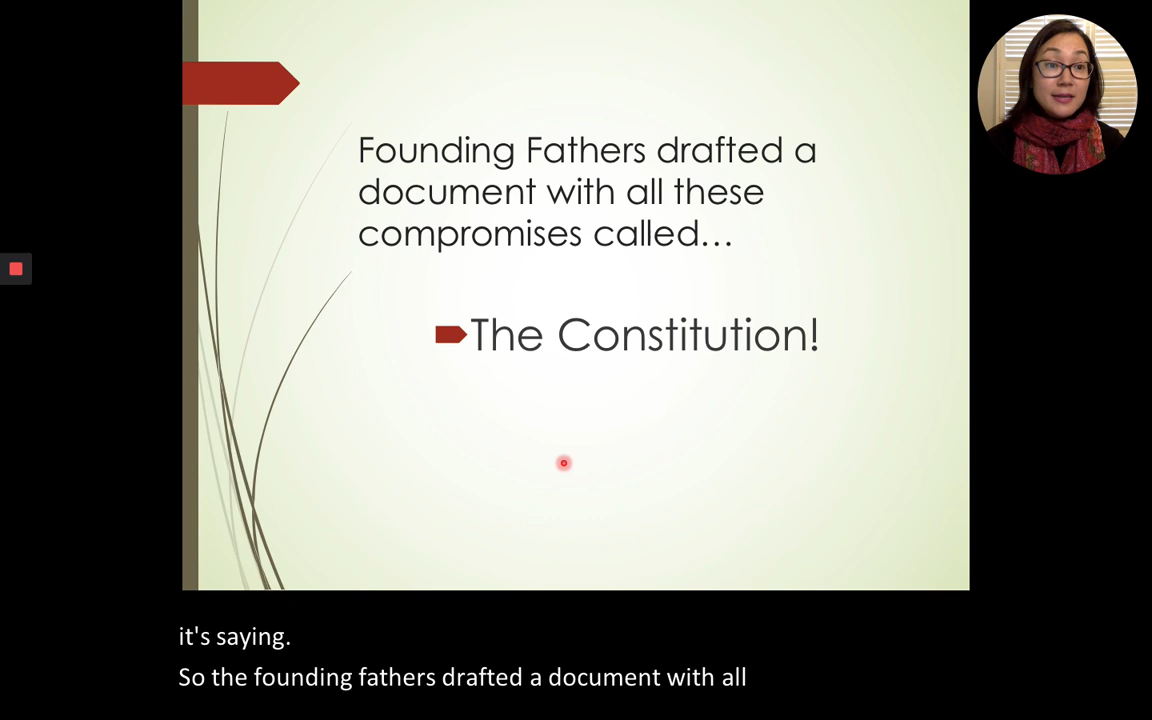 Founding Fathers drafted a
document with all these
compromises called…
The Constitution!
it's saying.
So the founding fathers drafted a document with all